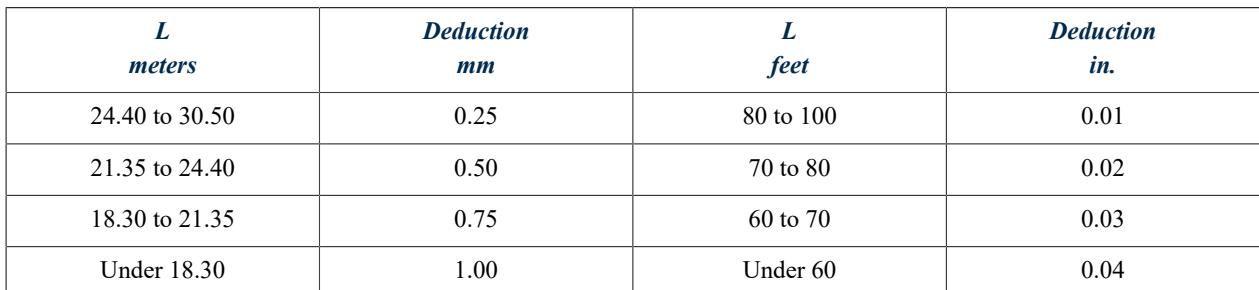 L Deduction L Deduction
meters mm feet in.
24.40 to 30.50 0.25 80 to 100 0.01
21.35 to 24.40 0.50 70 to 80 0.02
18.30 to 21.35 0.75 60 to 70 0.03
Under 18.30 1.00 Under 60 0.04